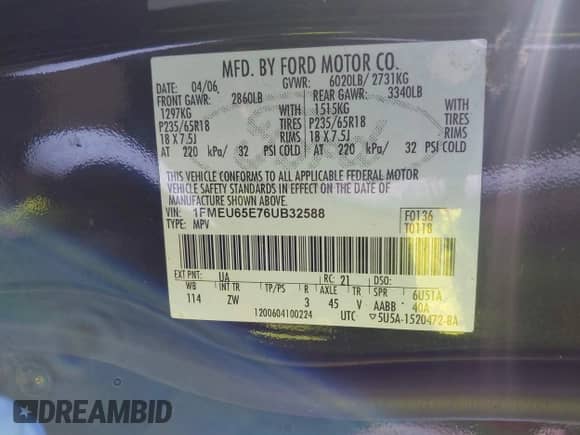 MFD. BY FORD MOTOR CO.
DATE: 04/06 GVWR: 6020LB/ 2731KG
FRONT GAWR: 2860LB REAR GAWR: 3340LB
1297KG WITH 1515KG WITH
P235/65R18 TIRES P235/65R18 TIRES
18 X 7.5J RIMS 18 X 7.5J RIMS
AT 220 kPa/ 32 PSI COLD AT 220 kPa/ 32 PSI COLD
THIS VEHICLE CONFORMS TO ALL APPLICABLE FEDERAL MOTOR
VEHICLE SAFETY STANDARDS IN EFFECT ON THE DATE OF
MANUFACTURE SHOWN ABOVE.
VIN: 1FMEU65E76UB32588 F0136
TYPE: MPV T0118
EXT PNT: UA RC: 21 DSO:
WB INT TR TP/PS R AXLE TR SPR 6U5TA
114 ZW 3 45 V AABB 40A
1200604100224 UTC ▽5U5A-1520472-BA
DREAMBID